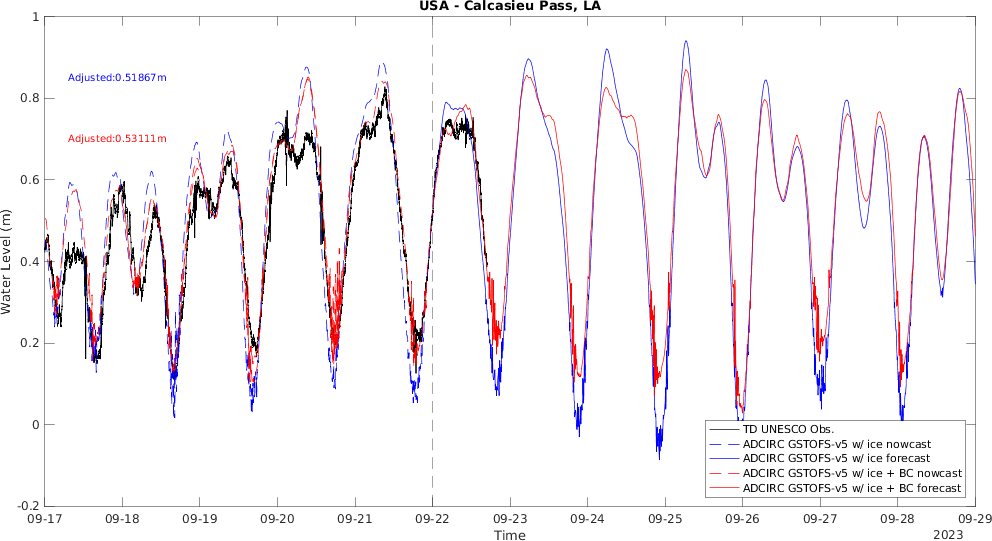 USA - Calcasieu Pass, LA
1
0.8
0.6
0.4
0.2
0
-0.2
Water Level (m)
Adjusted:0.51867m
Adjusted:0.53111m
TD UNESCO Obs.
ADCIRC GSTOFS-v5 w/ ice nowcast
ADCIRC GSTOFS-v5 w/ ice forecast
ADCIRC GSTOFS-v5 w/ ice + BC nowcast
ADCIRC GSTOFS-v5 w/ ice + BC forecast
09-17 09-18 09-19 09-20 09-21 09-22 09-23 09-24 09-25 09-26 09-27 09-28 09-29
Time
2023